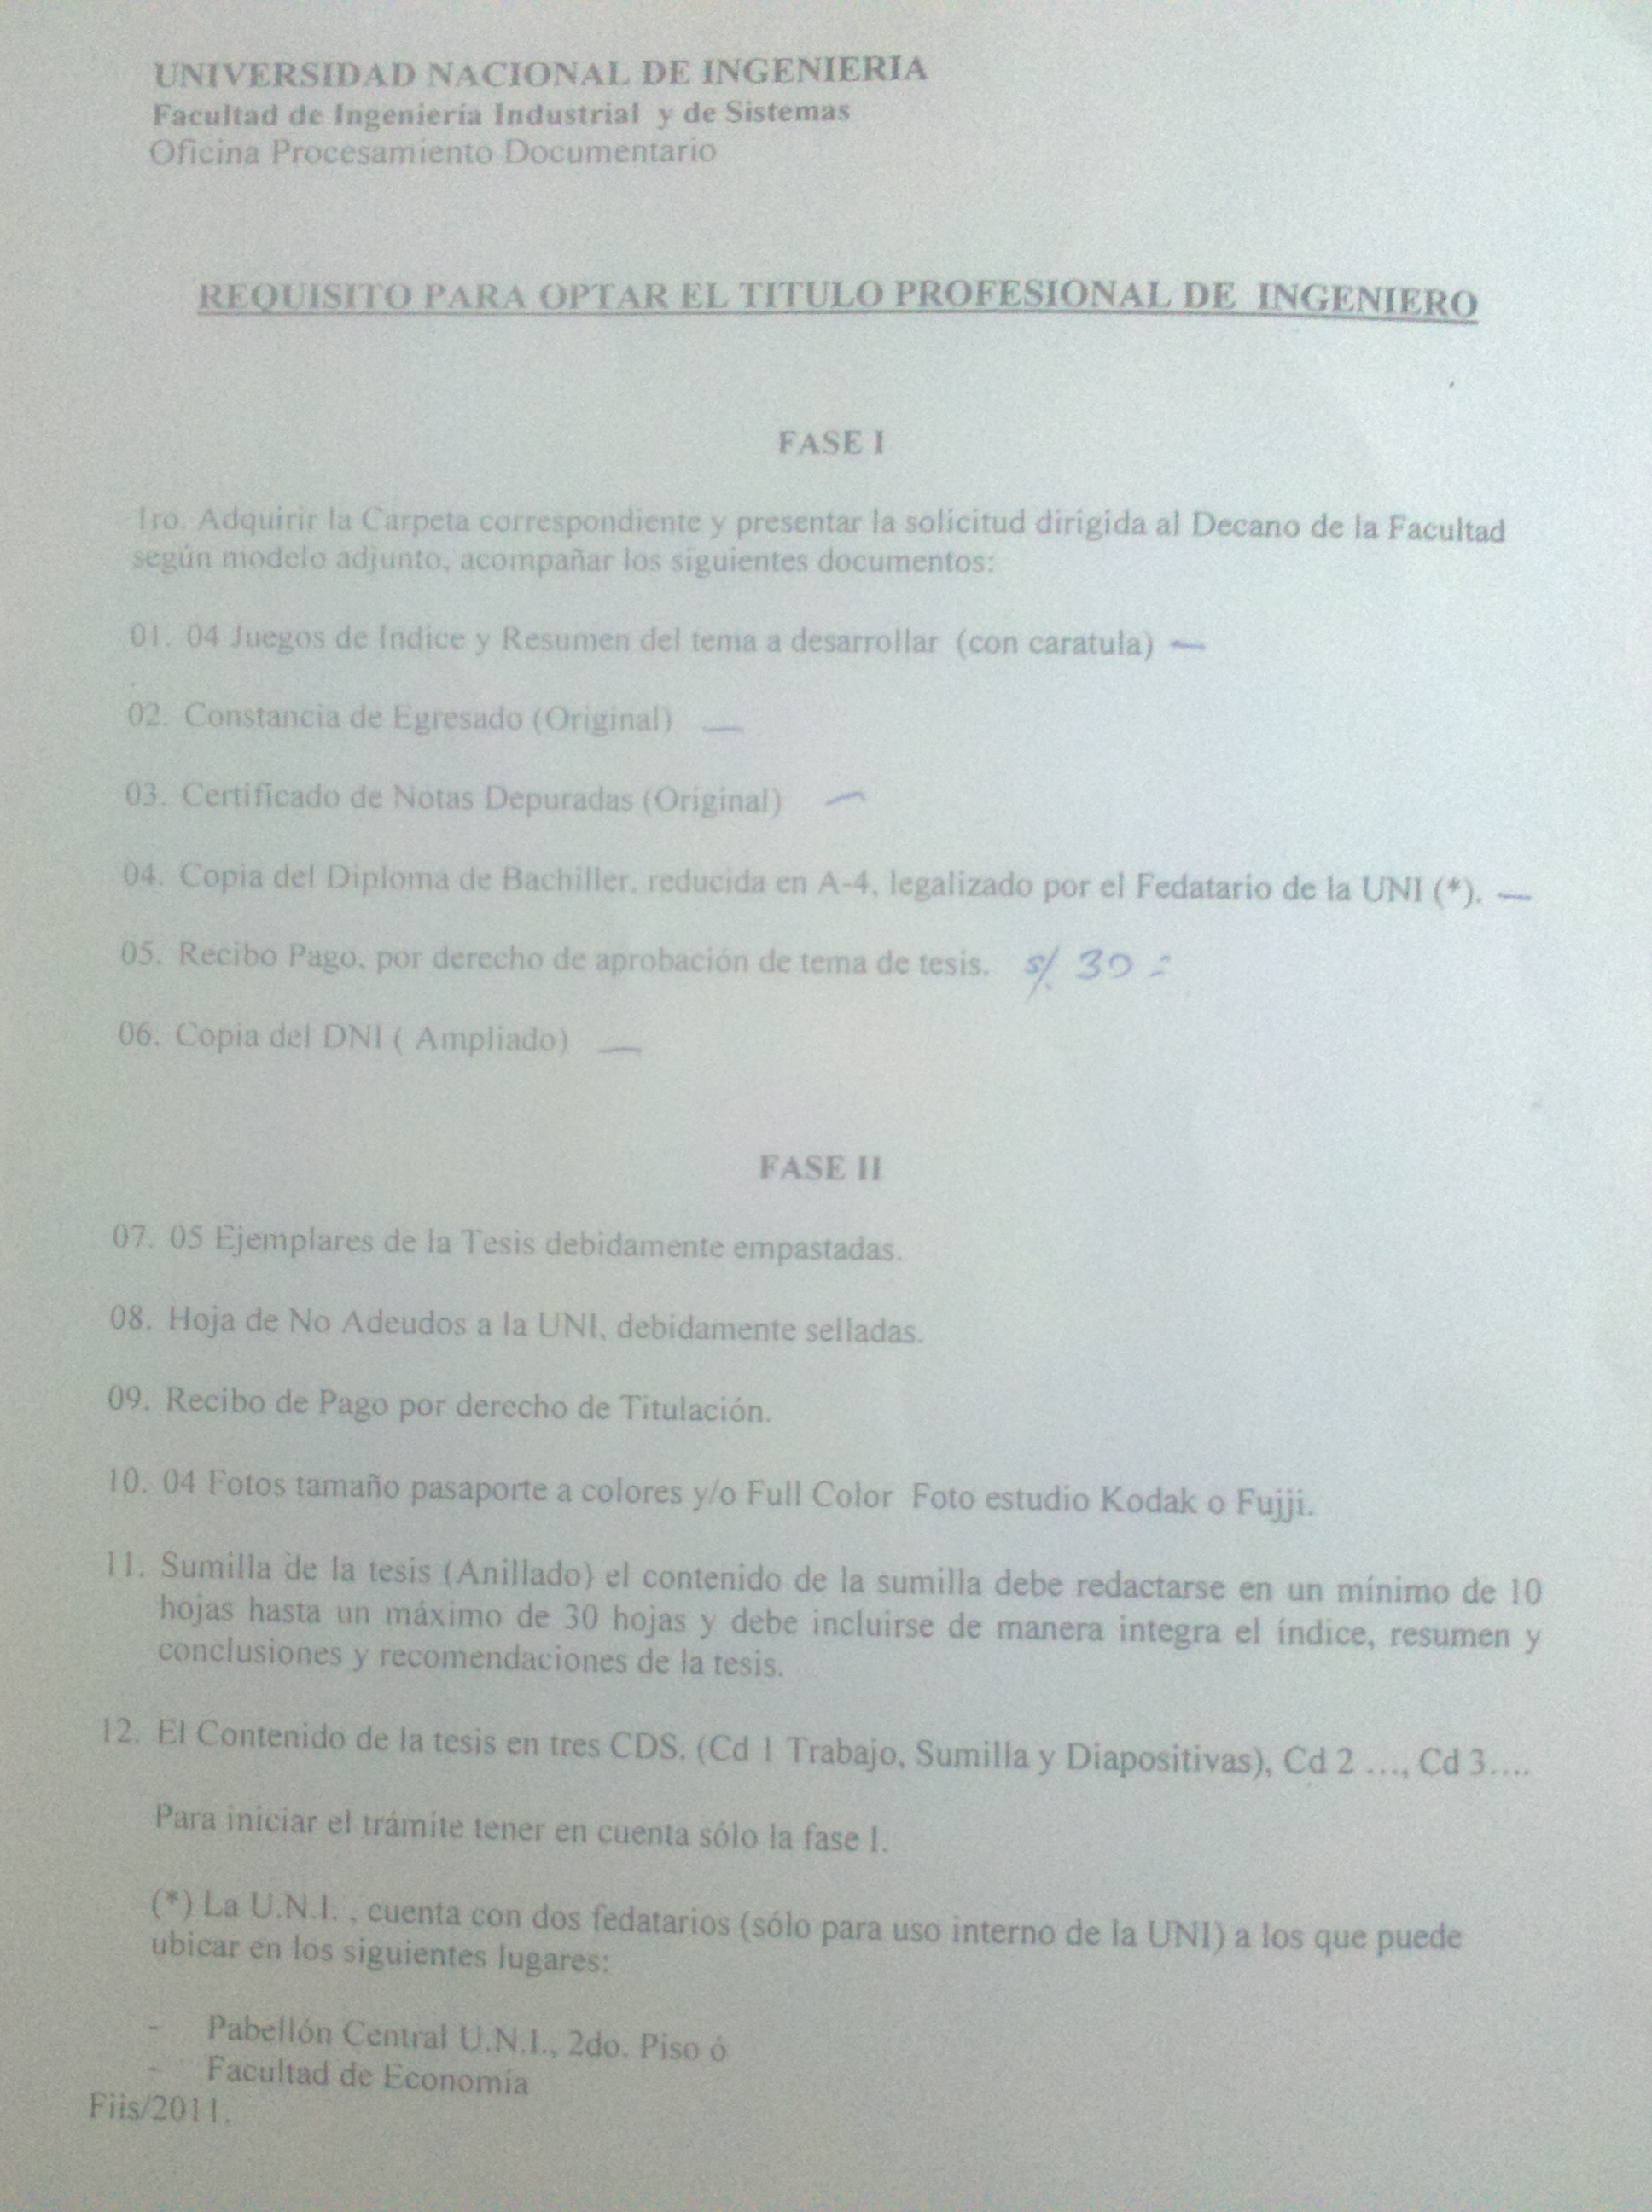 UNIVERSIDAD NACIONAL DE INGENIERIA
Facultad de Ingeniería Industrial y de Sistemas
Oficina Procesamiento Documentario
REQUISITO PARA OPTAR EL TITULO PROFESIONAL DE INGENIERO
FASE I
1ro. Adquirir la Carpeta correspondiente y presentar la solicitud dirigida al Decano de la Facultad
según modelo adjunto, acompañar los siguientes documentos:
01. 04 Juegos de Indice y Resumen del tema a desarrollar (con caratula) —
02. Constancia de Egresado (Original) —
03. Certificado de Notas Depuradas (Original) —
04. Copia del Diploma de Bachiller, reducida en A-4, legalizado por el Fedatario de la UNI (*). —
05. Recibo Pago, por derecho de aprobación de tema de tesis. s/. 30 =
06. Copia del DNI ( Ampliado) —
FASE II
07. 05 Ejemplares de la Tesis debidamente empastadas.
08. Hoja de No Adeudos a la UNI, debidamente selladas.
09. Recibo de Pago por derecho de Titulación.
10. 04 Fotos tamaño pasaporte a colores y/o Full Color Foto estudio Kodak o Fujji.
11. Sumilla de la tesis (Anillado) el contenido de la sumilla debe redactarse en un mínimo de 10
hojas hasta un máximo de 30 hojas y debe incluirse de manera integra el índice, resumen y
conclusiones y recomendaciones de la tesis.
12. El Contenido de la tesis en tres CDS. (Cd 1 Trabajo, Sumilla y Diapositivas), Cd 2 …, Cd 3….
Para iniciar el trámite tener en cuenta sólo la fase I.
(*) La U.N.I. , cuenta con dos fedatarios (sólo para uso interno de la UNI) a los que puede
ubicar en los siguientes lugares:
- Pabellón Central U.N.I., 2do. Piso ó
- Facultad de Economía
Fiis/2011.